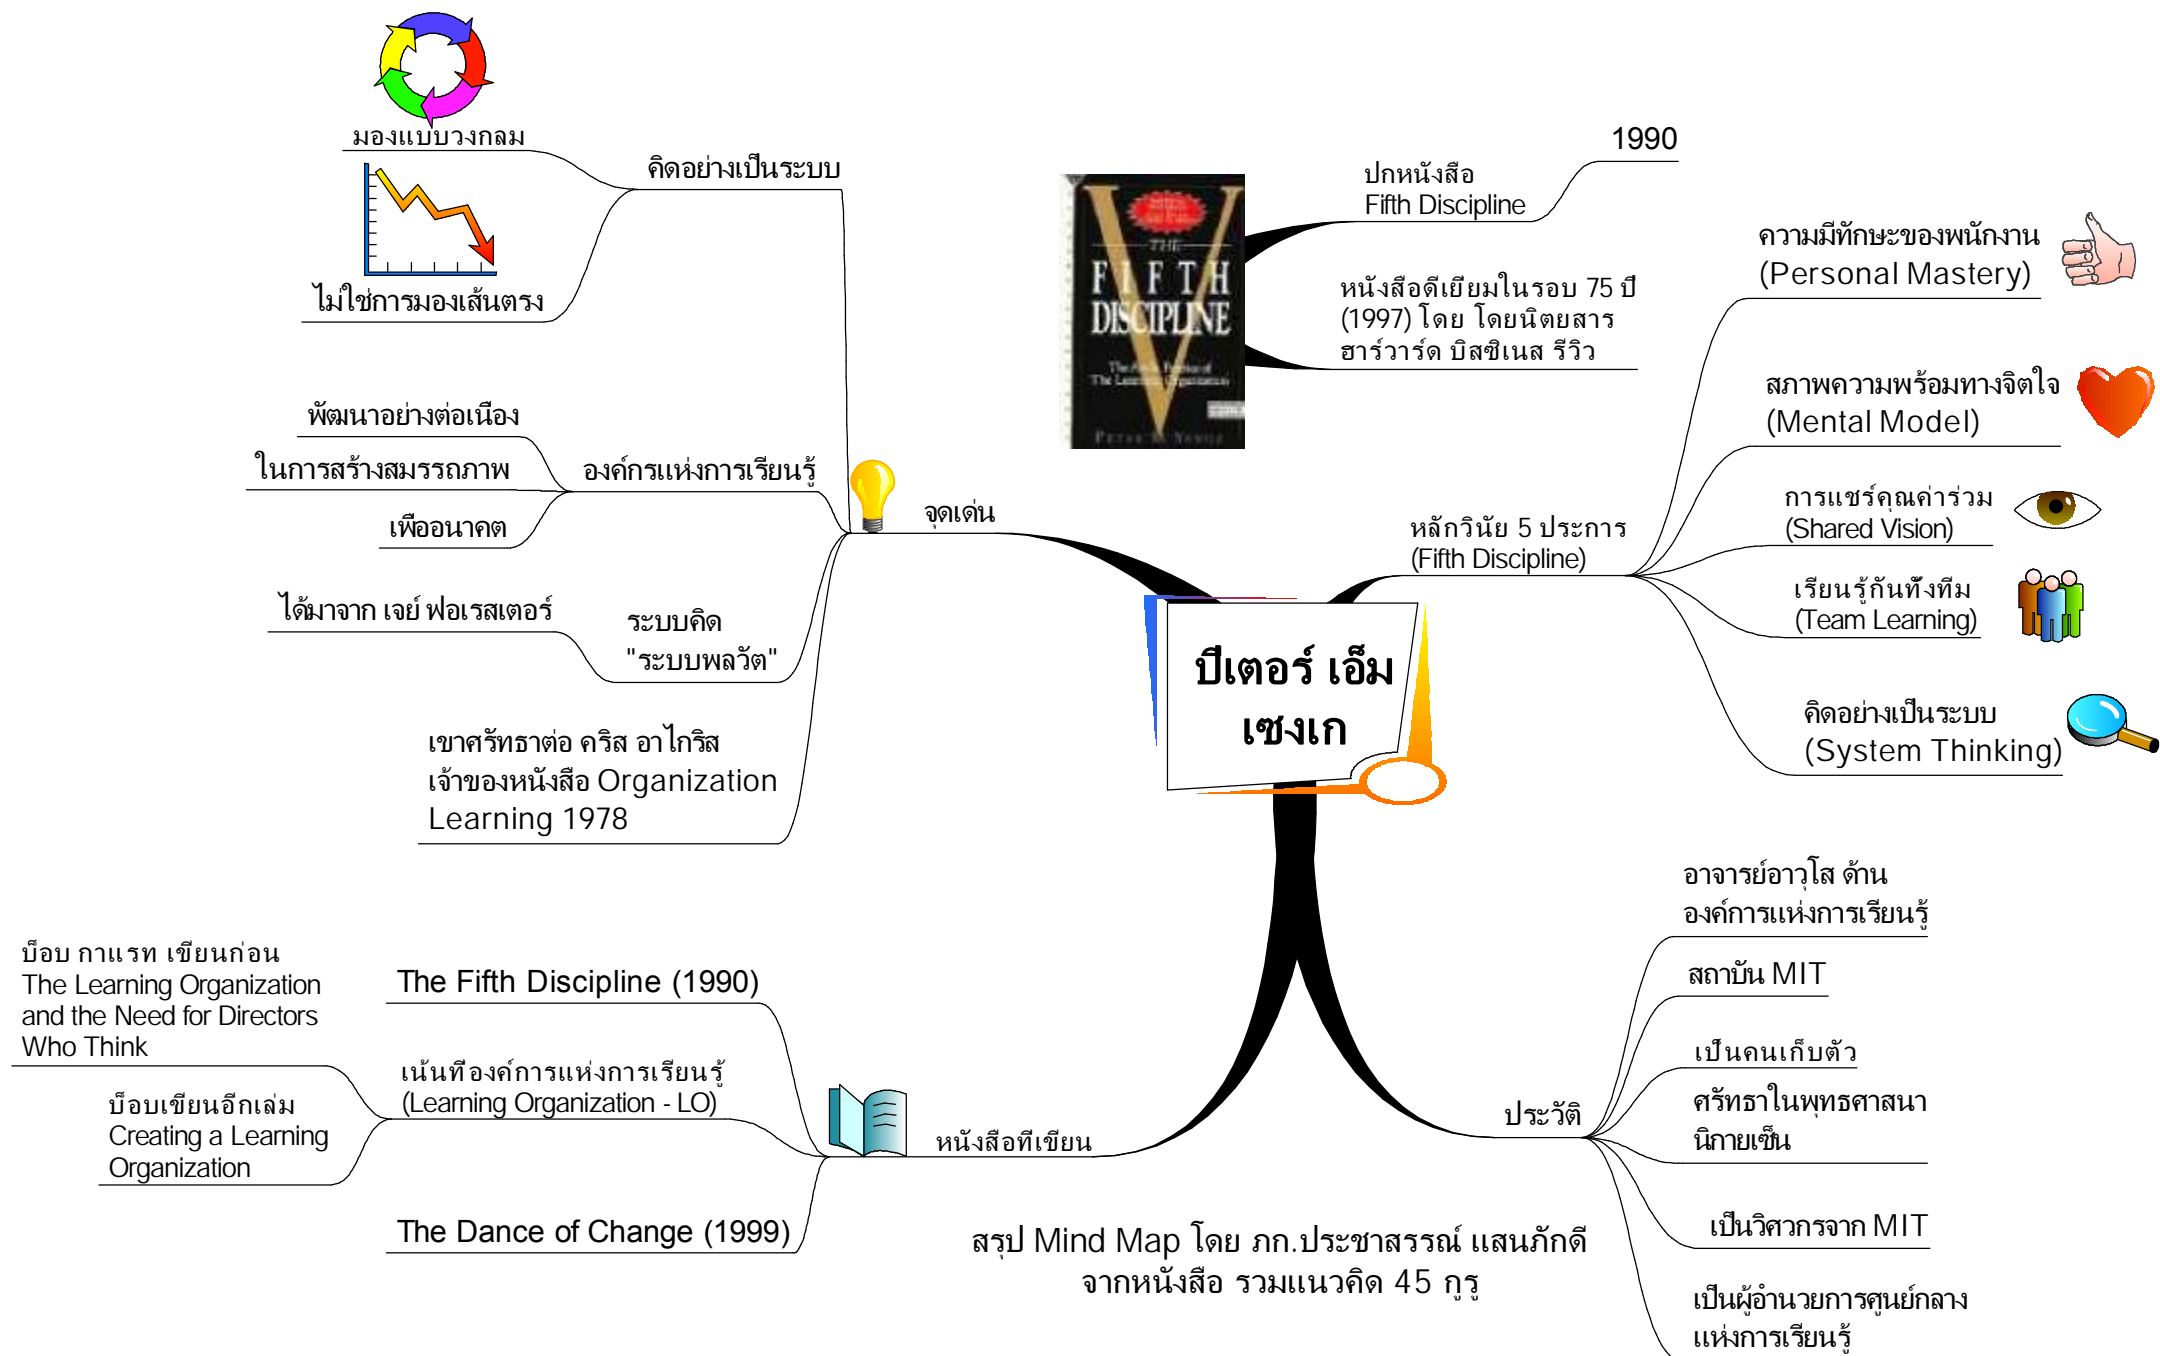 มองแบบวงกลม
ไม่ใช่การมองเส้นตรง
คิดอย่างเป็นระบบ
พัฒนาอย่างต่อเนื่อง
ในการสร้างสมรรถภาพ
เพื่ออนาคต
องค์กรแห่งการเรียนรู้
ได้มาจาก เจย์ ฟอเรสเตอร์
ระบบคิด
"ระบบพลวัต"
เขาศรัทธาต่อ คริส อาไกริส
เจ้าของหนังสือ Organization
Learning 1978
จุดเด่น
THE
FIFTH
DISCIPLINE
The Learning Organization
ปกหนังสือ
Fifth Discipline
1990
หนังสือดีเยี่ยมในรอบ 75 ปี
(1997) โดย โดยนิตยสาร
ฮาร์วาร์ด บิสซิเนส รีวิว
หลักวินัย 5 ประการ
(Fifth Discipline)
ความมีทักษะของพนักงาน
(Personal Mastery)
สภาพความพร้อมทางจิตใจ
(Mental Model)
การแชร์คุณค่าร่วม
(Shared Vision)
เรียนรู้กันทั้งทีม
(Team Learning)
คิดอย่างเป็นระบบ
(System Thinking)
ปีเตอร์ เอ็ม
เซงเก
บ็อบ กาแรท เขียนก่อน
The Learning Organization
and the Need for Directors
Who Think
บ็อบเขียนอีกเล่ม
Creating a Learning
Organization
The Fifth Discipline (1990)
เน้นที่องค์การแห่งการเรียนรู้
(Learning Organization - LO)
The Dance of Change (1999)
หนังสือที่เขียน
ประวัติ
อาจารย์อาวุโส ด้าน
องค์การแห่งการเรียนรู้
สถาบัน MIT
เป็นคนเก็บตัว
ศรัทธาในพุทธศาสนา
นิกายเซ็น
เป็นวิศวกรจาก MIT
เป็นผู้อำนวยการศูนย์กลาง
แห่งการเรียนรู้
สรุป Mind Map โดย ภก.ประชาสรรณ์ แสนภักดี
จากหนังสือ รวมแนวคิด 45 กูรู